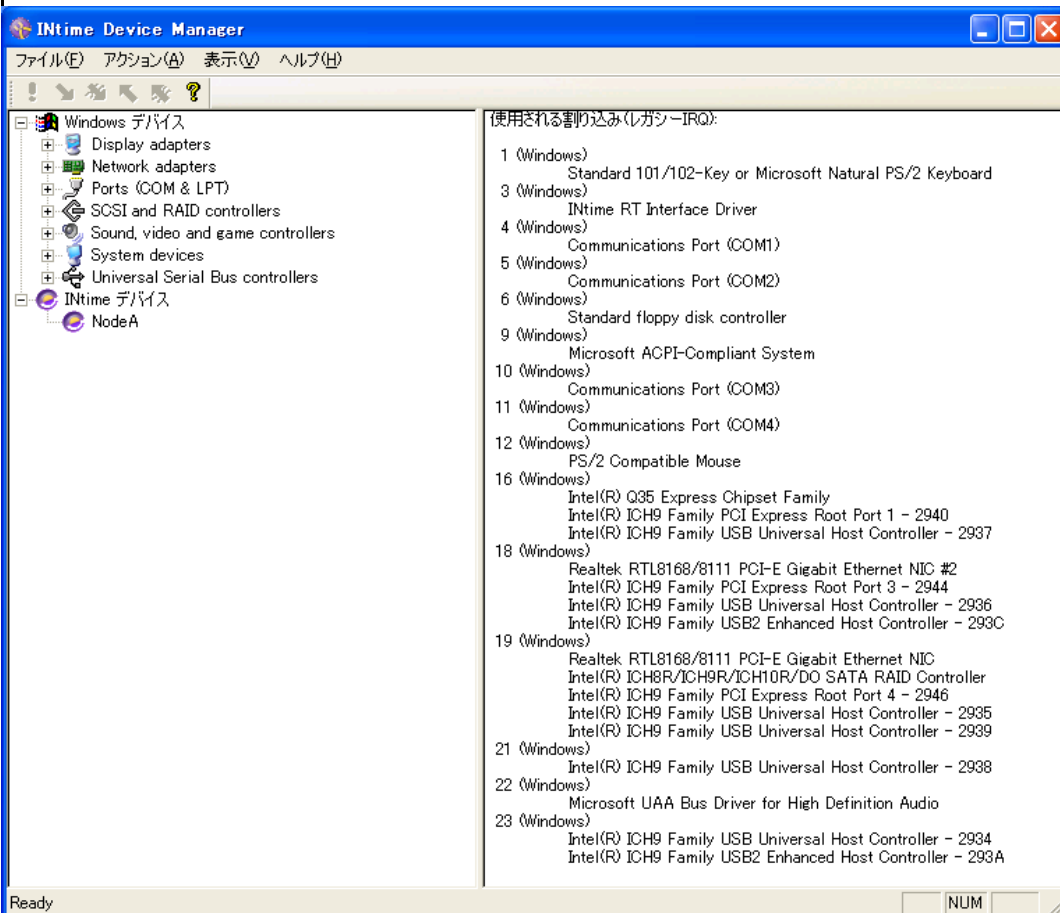 INtime Device Manager
ファイル(F) アクション(A) 表示(V) ヘルプ(H)
Windows デバイス
Display adapters
Network adapters
Ports (COM & LPT)
SCSI and RAID controllers
Sound, video and game controllers
System devices
Universal Serial Bus controllers
INtime デバイス
NodeA
使用される割り込み(レガシーIRQ):
1 (Windows)
Standard 101/102-Key or Microsoft Natural PS/2 Keyboard
3 (Windows)
INtime RT Interface Driver
4 (Windows)
Communications Port (COM1)
5 (Windows)
Communications Port (COM2)
6 (Windows)
Standard floppy disk controller
9 (Windows)
Microsoft ACPI-Compliant System
10 (Windows)
Communications Port (COM3)
11 (Windows)
Communications Port (COM4)
12 (Windows)
PS/2 Compatible Mouse
16 (Windows)
Intel(R) Q35 Express Chipset Family
Intel(R) ICH9 Family PCI Express Root Port 1 - 2940
Intel(R) ICH9 Family USB Universal Host Controller - 2937
18 (Windows)
Realtek RTL8168/8111 PCI-E Gigabit Ethernet NIC #2
Intel(R) ICH9 Family PCI Express Root Port 3 - 2944
Intel(R) ICH9 Family USB Universal Host Controller - 2936
Intel(R) ICH9 Family USB2 Enhanced Host Controller - 293C
19 (Windows)
Realtek RTL8168/8111 PCI-E Gigabit Ethernet NIC
Intel(R) ICH8R/ICH9R/ICH10R/DO SATA RAID Controller
Intel(R) ICH9 Family PCI Express Root Port 4 - 2946
Intel(R) ICH9 Family USB Universal Host Controller - 2935
Intel(R) ICH9 Family USB Universal Host Controller - 2939
21 (Windows)
Intel(R) ICH9 Family USB Universal Host Controller - 2938
22 (Windows)
Microsoft UAA Bus Driver for High Definition Audio
23 (Windows)
Intel(R) ICH9 Family USB Universal Host Controller - 2934
Intel(R) ICH9 Family USB2 Enhanced Host Controller - 293A
Ready
NUM